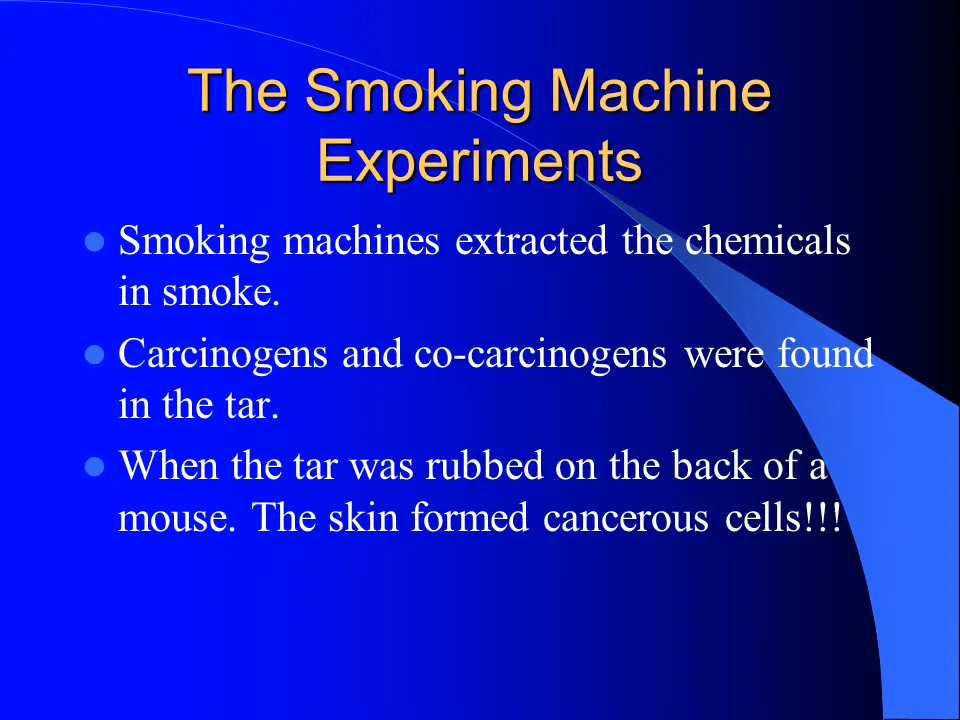 The Smoking Machine
Experiments
Smoking machines extracted the chemicals
in smoke.
Carcinogens and co-carcinogens were found
in the tar.
When the tar was rubbed on the back of a
mouse. The skin formed cancerous cells!!!